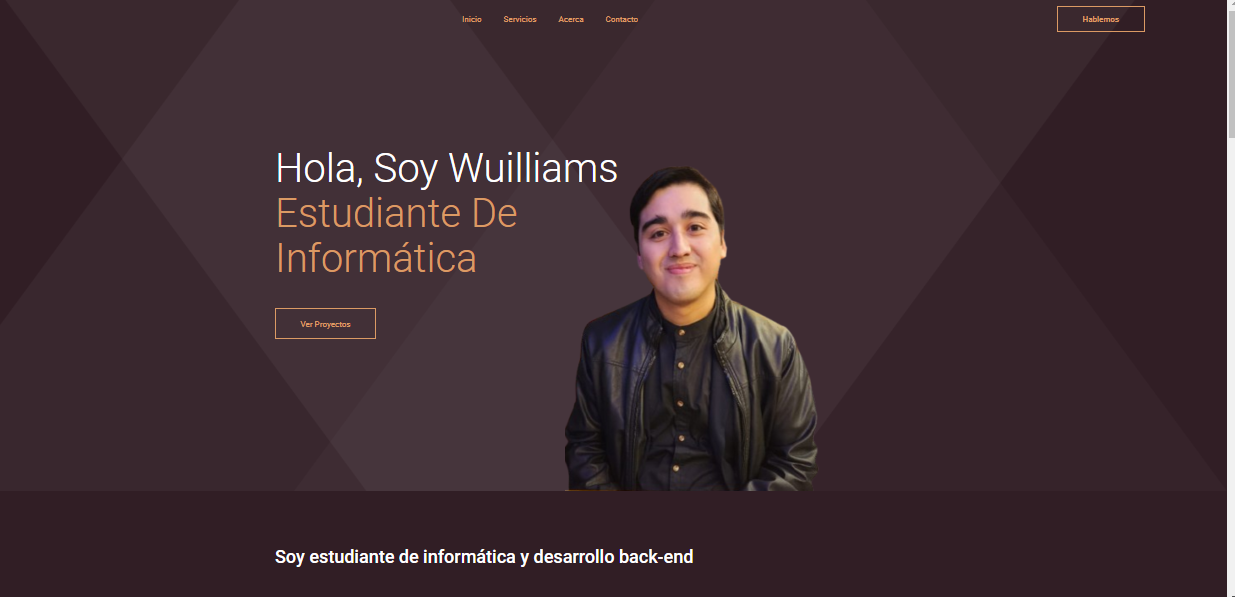 Inicio Servicios Acerca Contacto Hablemos
Hola, Soy Wuilliams
Estudiante De
Informática
Ver Proyectos
Soy estudiante de informática y desarrollo back-end